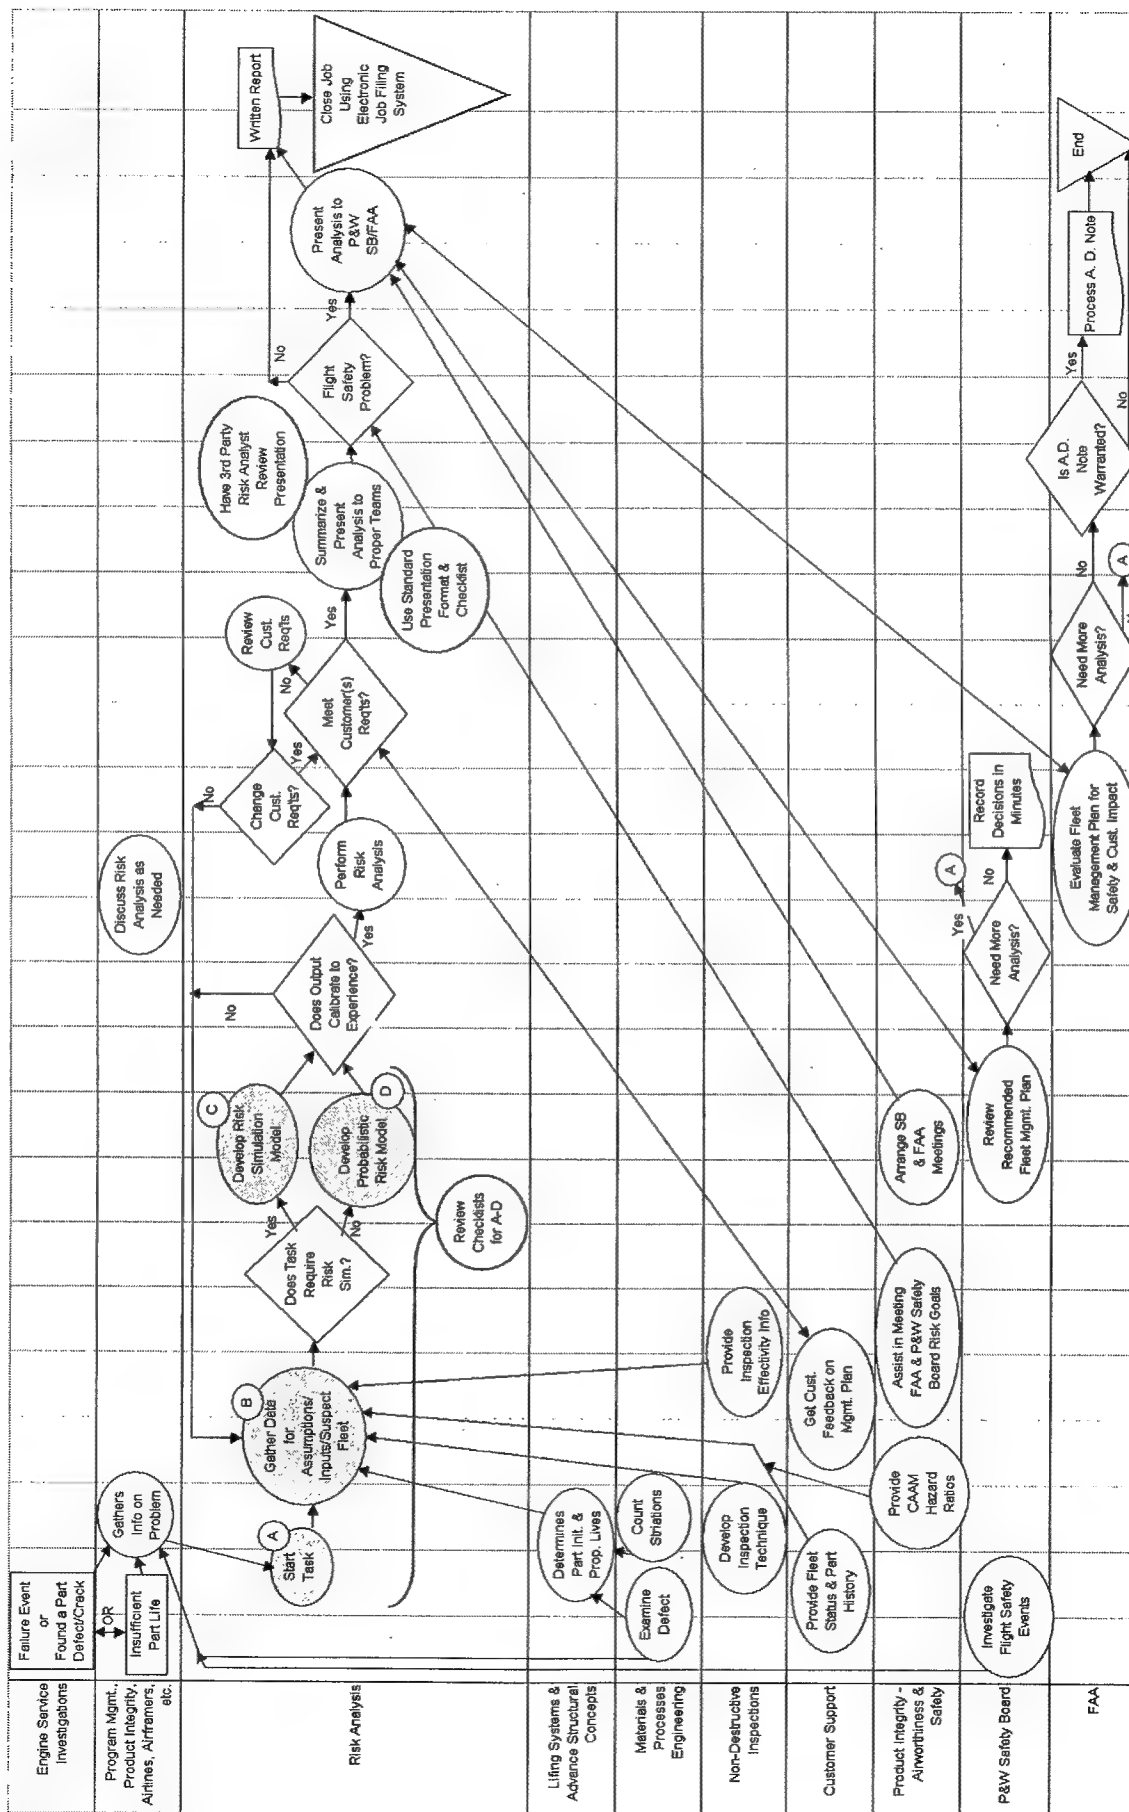 Engine Service
Investigations
Failure Event
or
Found a Part
Defect/Crack
OR
Program Mgmt.,
Product Integrity,
Airlines, Airframers,
etc.
Insufficient
Part Life
Gathers
Info on
Problem
Discuss Risk
Analysis as
Needed
Risk Analysis
Start
Task
A
Gather Data
for
Assumptions/
Inputs/Suspect
Fleet
B
Does Task
Require
Risk
Sim.?
Yes
No
Develop Risk
Simulation
Model
C
Develop
Probabilistic
Risk Model
D
Review
Checklists
for A-D
Does Output
Calibrate to
Experience?
No
Yes
Perform
Risk
Analysis
Change
Cust.
Req'ts?
No
Yes
Review
Cust.
Req'ts
Meet
Customer(s)
Req'ts?
No
Yes
Have 3rd Party
Risk Analyst
Review
Presentation
Summarize &
Present
Analysis to
Proper Teams
Use Standard
Presentation
Format &
Checklist
Flight
Safety
Problem?
No
Yes
Present
Analysis to
P&W
SB/FAA
Written Report
Close Job
Using
Electronic
Job Filing
System
Lifing Systems &
Advance Structural
Concepts
Determines
Part Init. &
Prop. Lives
Materials &
Processes
Engineering
Examine
Defect
Count
Striations
Non-Destructive
Inspections
Develop
Inspection
Technique
Provide
Inspection
Effectivity Info
Customer Support
Provide Fleet
Status & Part
History
Get Cust.
Feedback on
Mgmt. Plan
Product Integrity -
Airworthiness &
Safety
Provide
CAAM
Hazard
Ratios
Assist in Meeting
FAA & P&W Safety
Board Risk Goals
Arrange SB
& FAA
Meetings
P&W Safety Board
Investigate
Flight Safety
Events
Review
Recommended
Fleet Mgmt. Plan
Need More
Analysis?
Yes
A
No
Record
Decisions in
Minutes
FAA
Evaluate Fleet
Management Plan for
Safety & Cust. Impact
Need More
Analysis?
No
A
Is A.D.
Note
Warranted?
Yes
No
Process A. D. Note
End